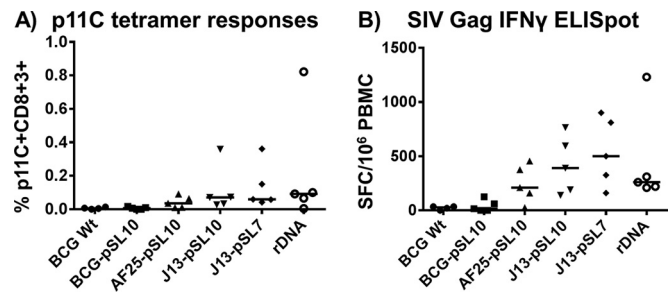 A) p11C tetramer responses
% p11C+CD8+3+
1.0
0.8
0.6
0.4
0.2
0.0
BCG Wt
BCG-pSL10
AF25-pSL10
J13-pSL10
J13-pSL7
rDNA
B) SIV Gag IFNγ ELISpot
SFC/10⁶ PBMC
1500
1000
500
0
BCG Wt
BCG-pSL10
AF25-pSL10
J13-pSL10
J13-pSL7
rDNA